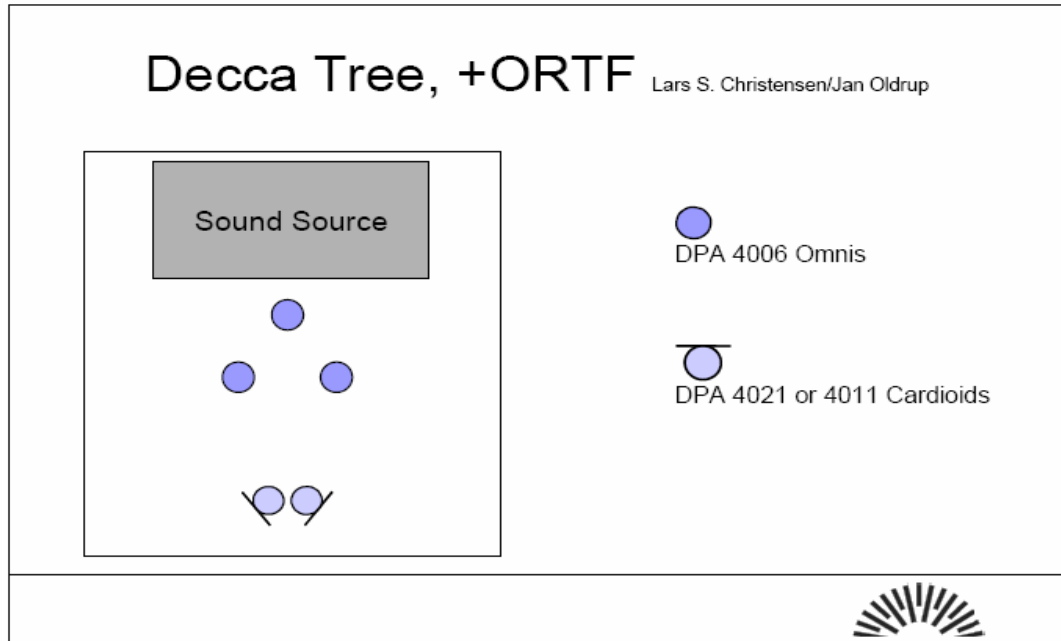 Decca Tree, +ORTF Lars S. Christensen/Jan Oldrup
Sound Source
DPA 4006 Omnis
DPA 4021 or 4011 Cardioids